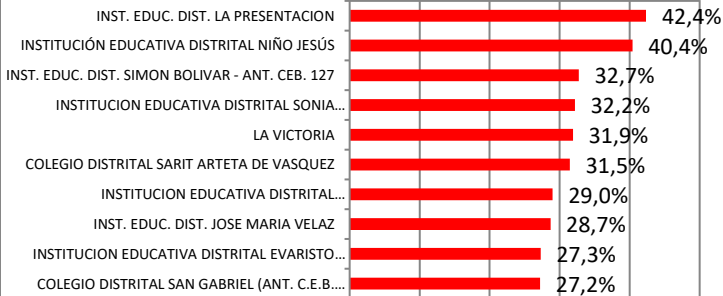 INST. EDUC. DIST. LA PRESENTACION 42,4%
INSTITUCIÓN EDUCATIVA DISTRITAL NIÑO JESÚS 40,4%
INST. EDUC. DIST. SIMON BOLIVAR - ANT. CEB. 127 32,7%
INSTITUCION EDUCATIVA DISTRITAL SONIA... 32,2%
LA VICTORIA 31,9%
COLEGIO DISTRITAL SARIT ARTETA DE VASQUEZ 31,5%
INSTITUCION EDUCATIVA DISTRITAL... 29,0%
INST. EDUC. DIST. JOSE MARIA VELAZ 28,7%
INSTITUCION EDUCATIVA DISTRITAL EVARISTO... 27,3%
COLEGIO DISTRITAL SAN GABRIEL (ANT. C.E.B.... 27,2%